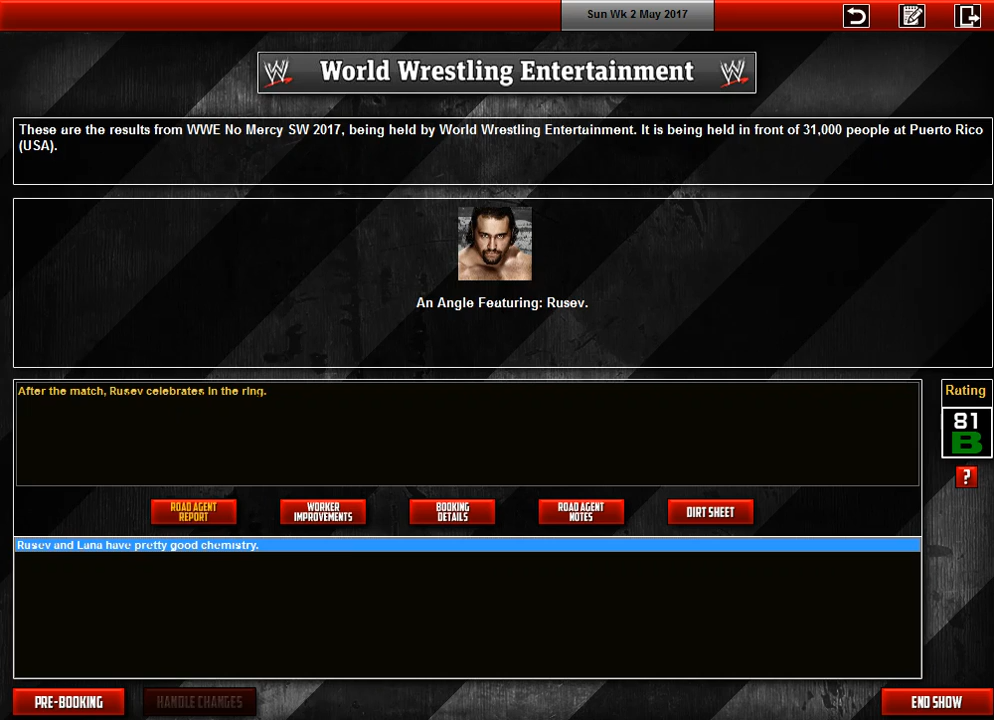 Sun Wk 2 May 2017
World Wrestling Entertainment
These are the results from WWE No Mercy SW 2017, being held by World Wrestling Entertainment. It is being held in front of 31,000 people at Puerto Rico
(USA).
An Angle Featuring: Rusev.
After the match, Rusev celebrates in the ring.
Rating
81
B
?
ROAD AGENT
REPORT
WORKER
IMPROVEMENTS
BOOKING
DETAILS
ROAD AGENT
NOTES
DIRT SHEET
Rusev and Lana have pretty good chemistry.
PRE-BOOKING
HANDLE CHANGES
END SHOW